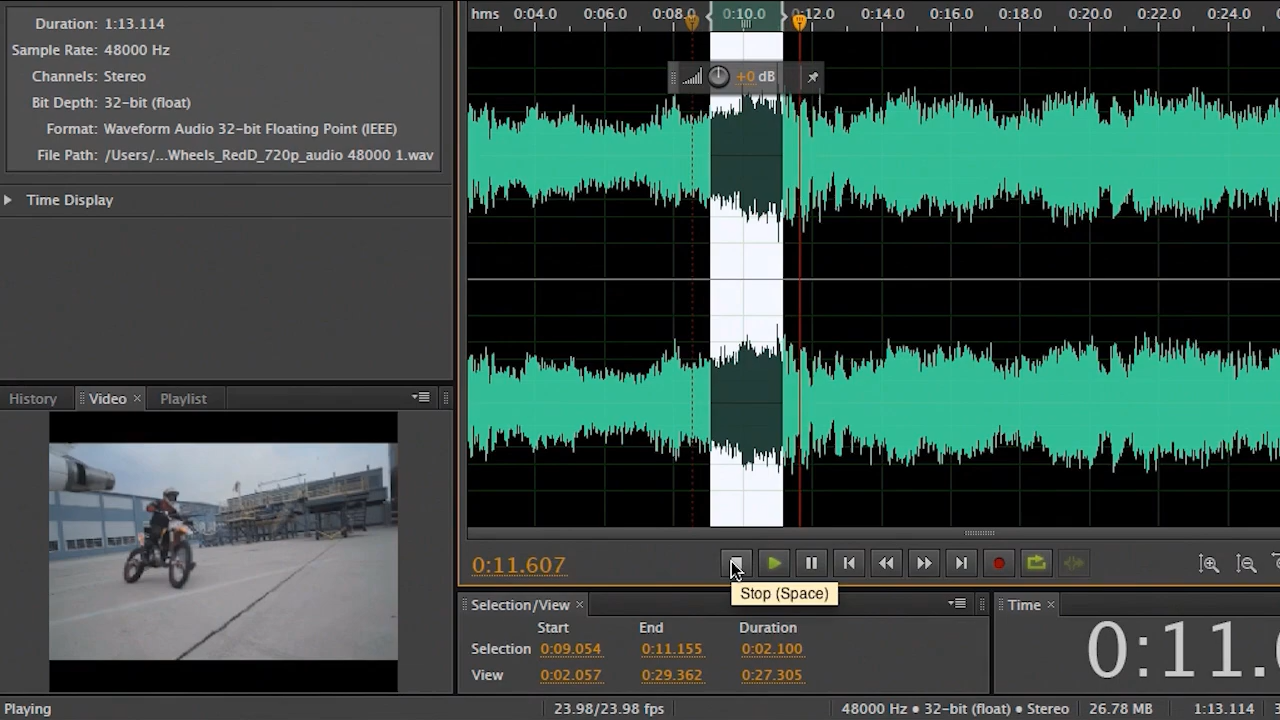 Duration: 1:13.114
Sample Rate: 48000 Hz
Channels: Stereo
Bit Depth: 32-bit (float)
Format: Waveform Audio 32-bit Floating Point (IEEE)
File Path: /Users/...Wheels_RedD_720p_audio 48000 1.wav
Time Display
hms 0:04.0 0:06.0 0:08.0 0:10.0 0:12.0 0:14.0 0:16.0 0:18.0 0:20.0 0:22.0 0:24.0
+0 dB
History Video × Playlist
0:11.607
Stop (Space)
Selection/View ×
Start End Duration
Selection 0:09.054 0:11.155 0:02.100
View 0:02.057 0:29.362 0:27.305
Time ×
0:11.
Playing
23.98/23.98 fps
48000 Hz • 32-bit (float) • Stereo
26.78 MB
1:13.114